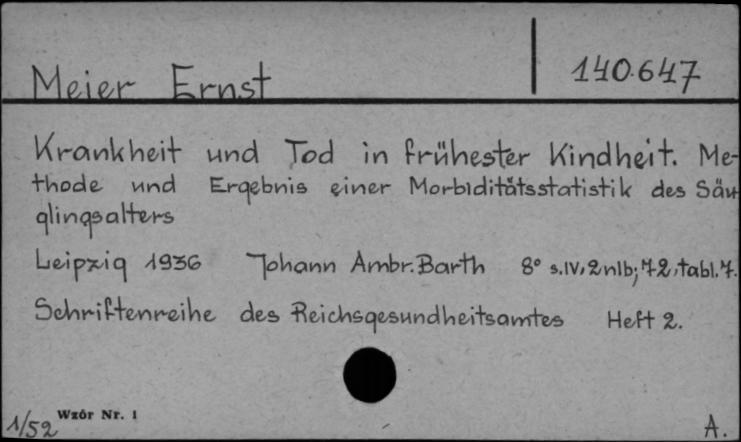 Meier Ernst 140.647
Krankheit und Tod in frühester Kindheit. Me-
thode und Ergebnis einer Morbiditätsstatistik des Säu
glingsalters
Leipzig 1936 Johann Ambr. Barth 8° s.IV, 2nlb; 72, tabl. 7.
Schriftenreihe des Reichsgesundheitsamtes Heft 2.
Wzór Nr. 1
1/52 A.